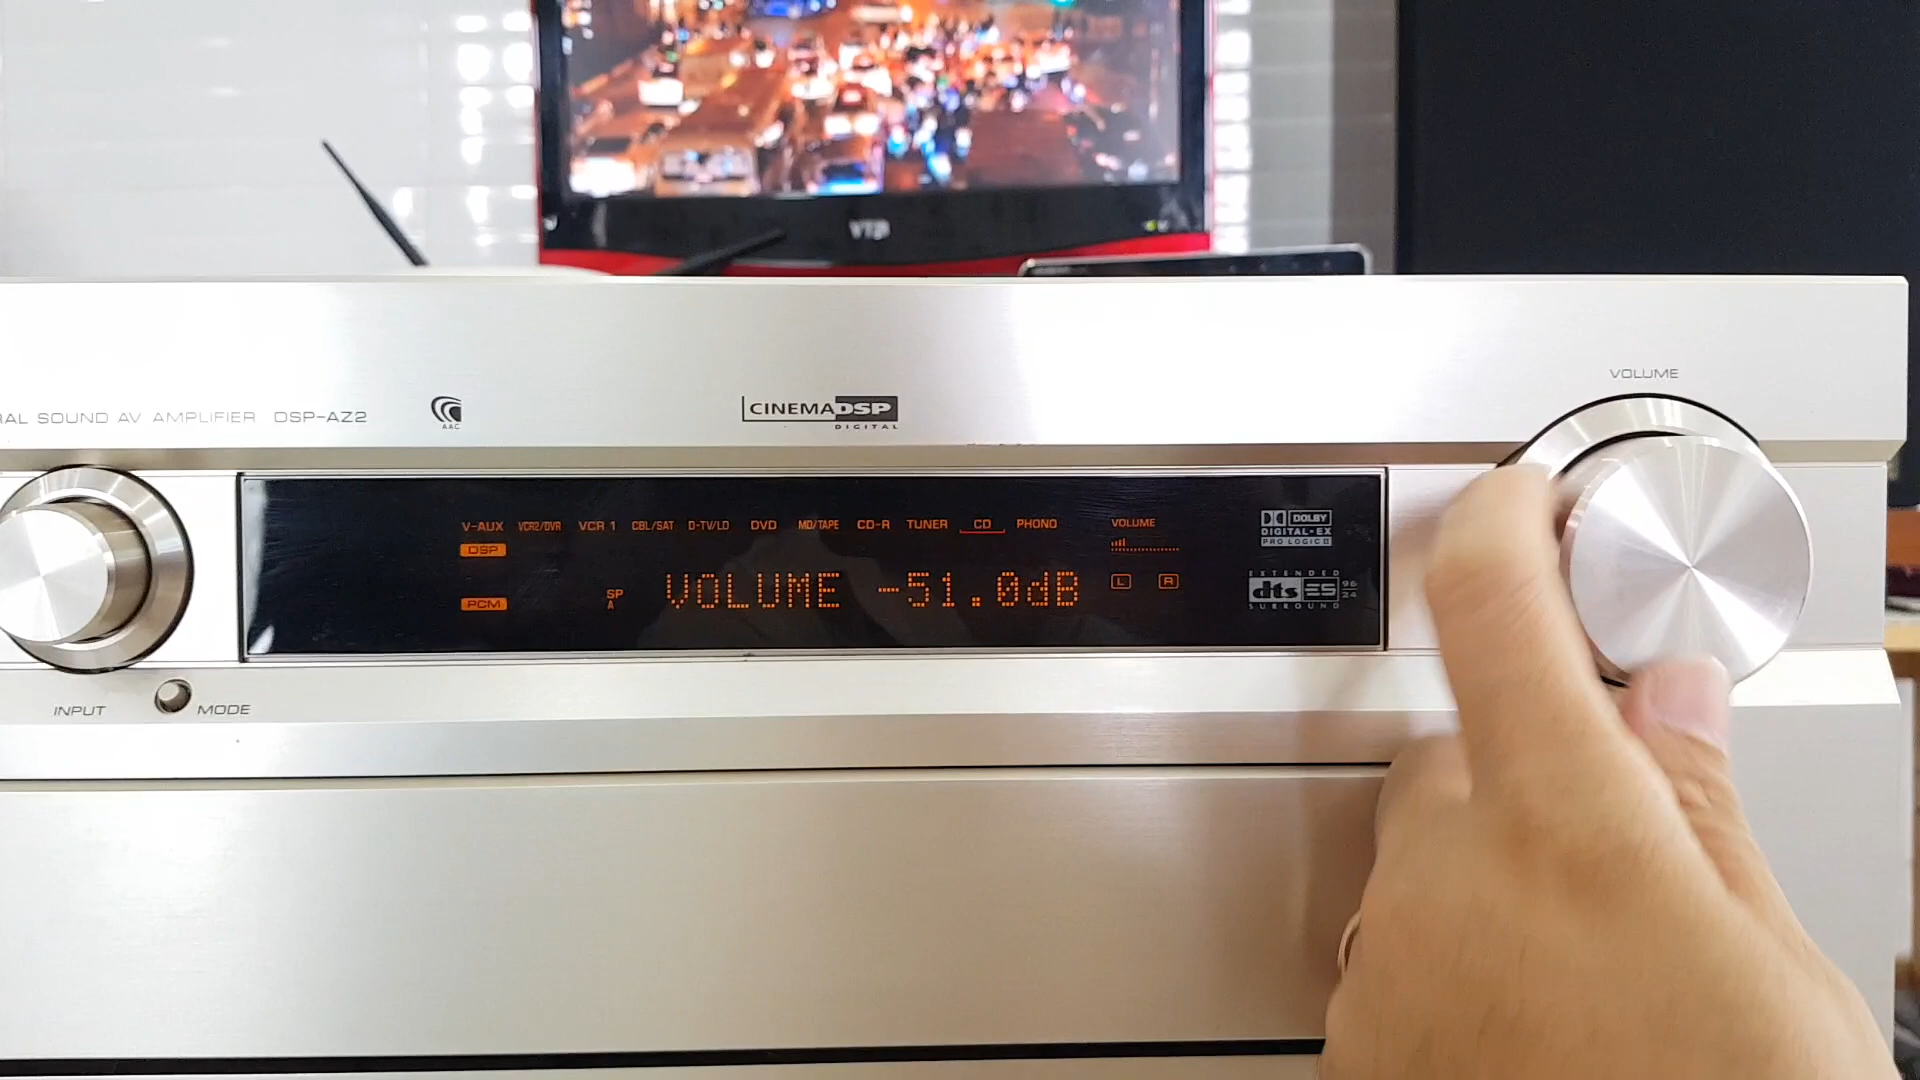 RAL SOUND AV AMPLIFIER DSP-AZ2
AAC
CINEMA DSP
DIGITAL
VOLUME
V-AUX VCR2/DVR VCR 1 CBL/SAT D-TV/LD DVD MD/TAPE CD-R TUNER CD PHONO
VOLUME
DSP
PCM
SP
A
VOLUME -51.0dB
L R
DOLBY
DIGITAL-EX
PRO LOGIC II
EXTENDED
dts ES 96
24
SURROUND
INPUT
MODE